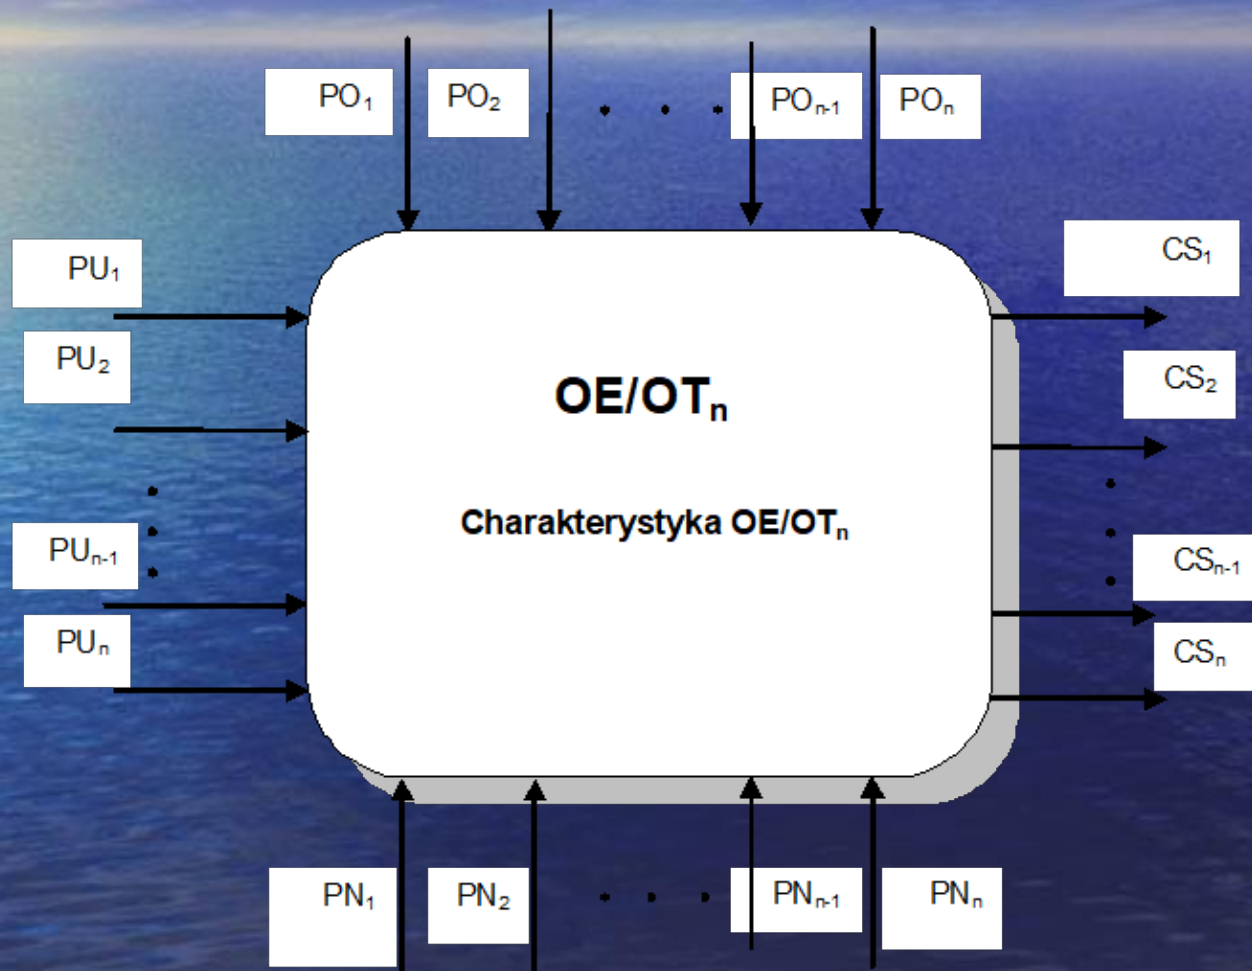 PO₁ PO₂ . . . POₙ₋₁ POₙ
PU₁ CS₁
PU₂ CS₂
OE/OTₙ
Charakterystyka OE/OTₙ
PUₙ₋₁ CSₙ₋₁
PUₙ CSₙ
PN₁ PN₂ . . . PNₙ₋₁ PNₙ